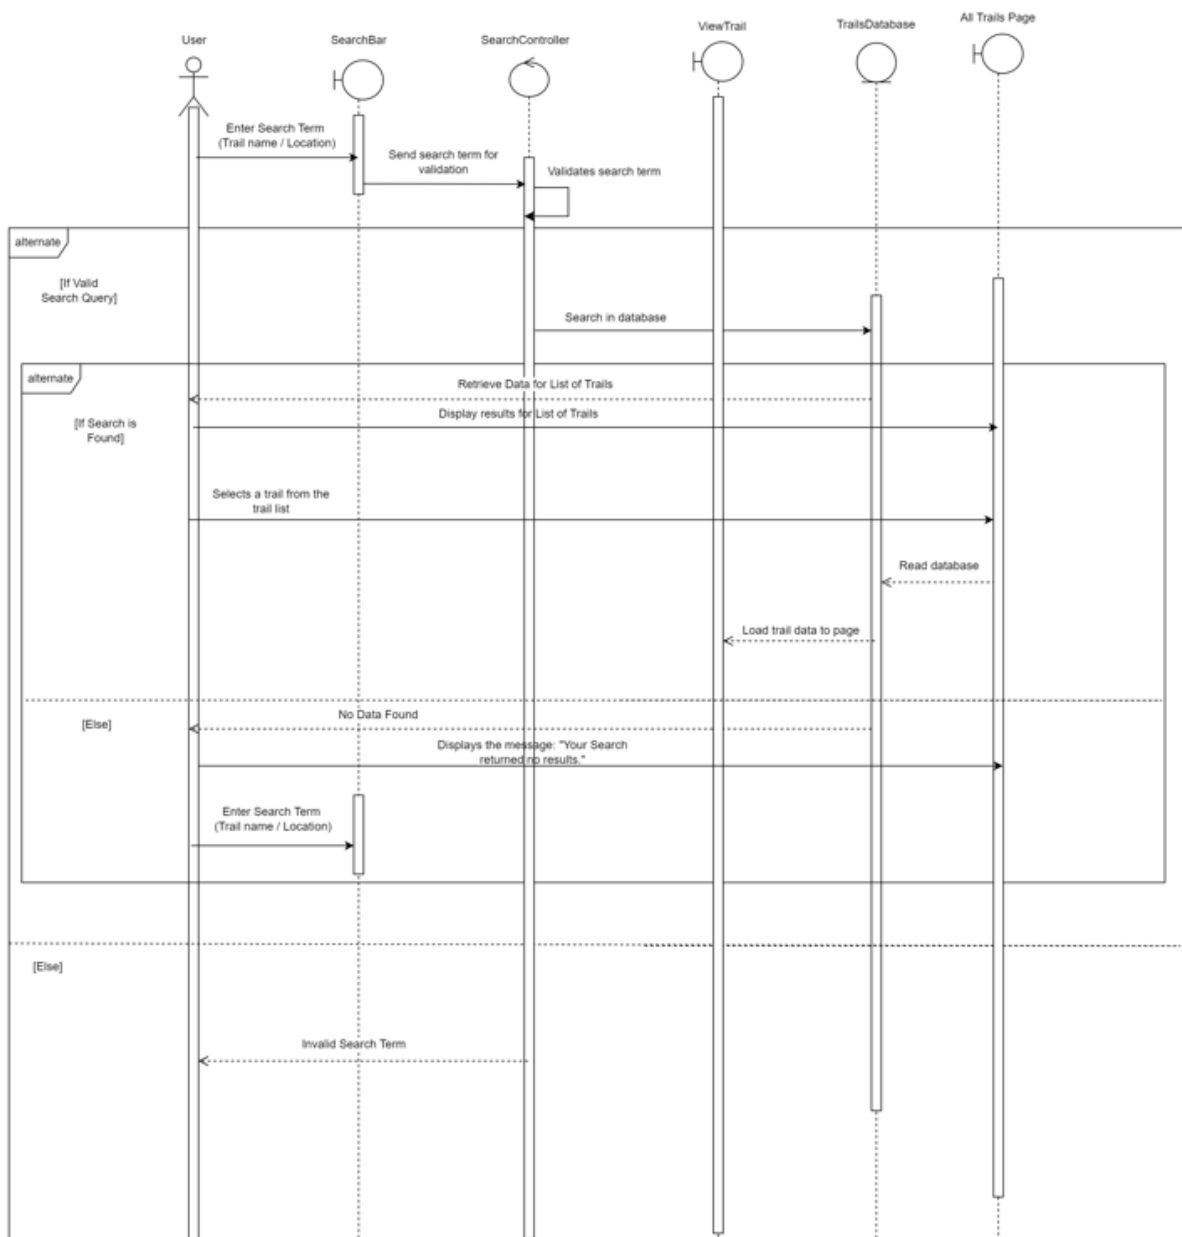 User
SearchBar
SearchController
ViewTrail
TrailsDatabase
All Trails Page
Enter Search Term
(Trail name / Location)
Send search term for
validation
Validates search term
alternate
[If Valid
Search Query]
Search in database
alternate
Retrieve Data for List of Trails
[If Search is
Found]
Display results for List of Trails
Selects a trail from the
trail list
Read database
Load trail data to page
[Else]
No Data Found
Displays the message: "Your Search
returned no results."
Enter Search Term
(Trail name / Location)
[Else]
Invalid Search Term